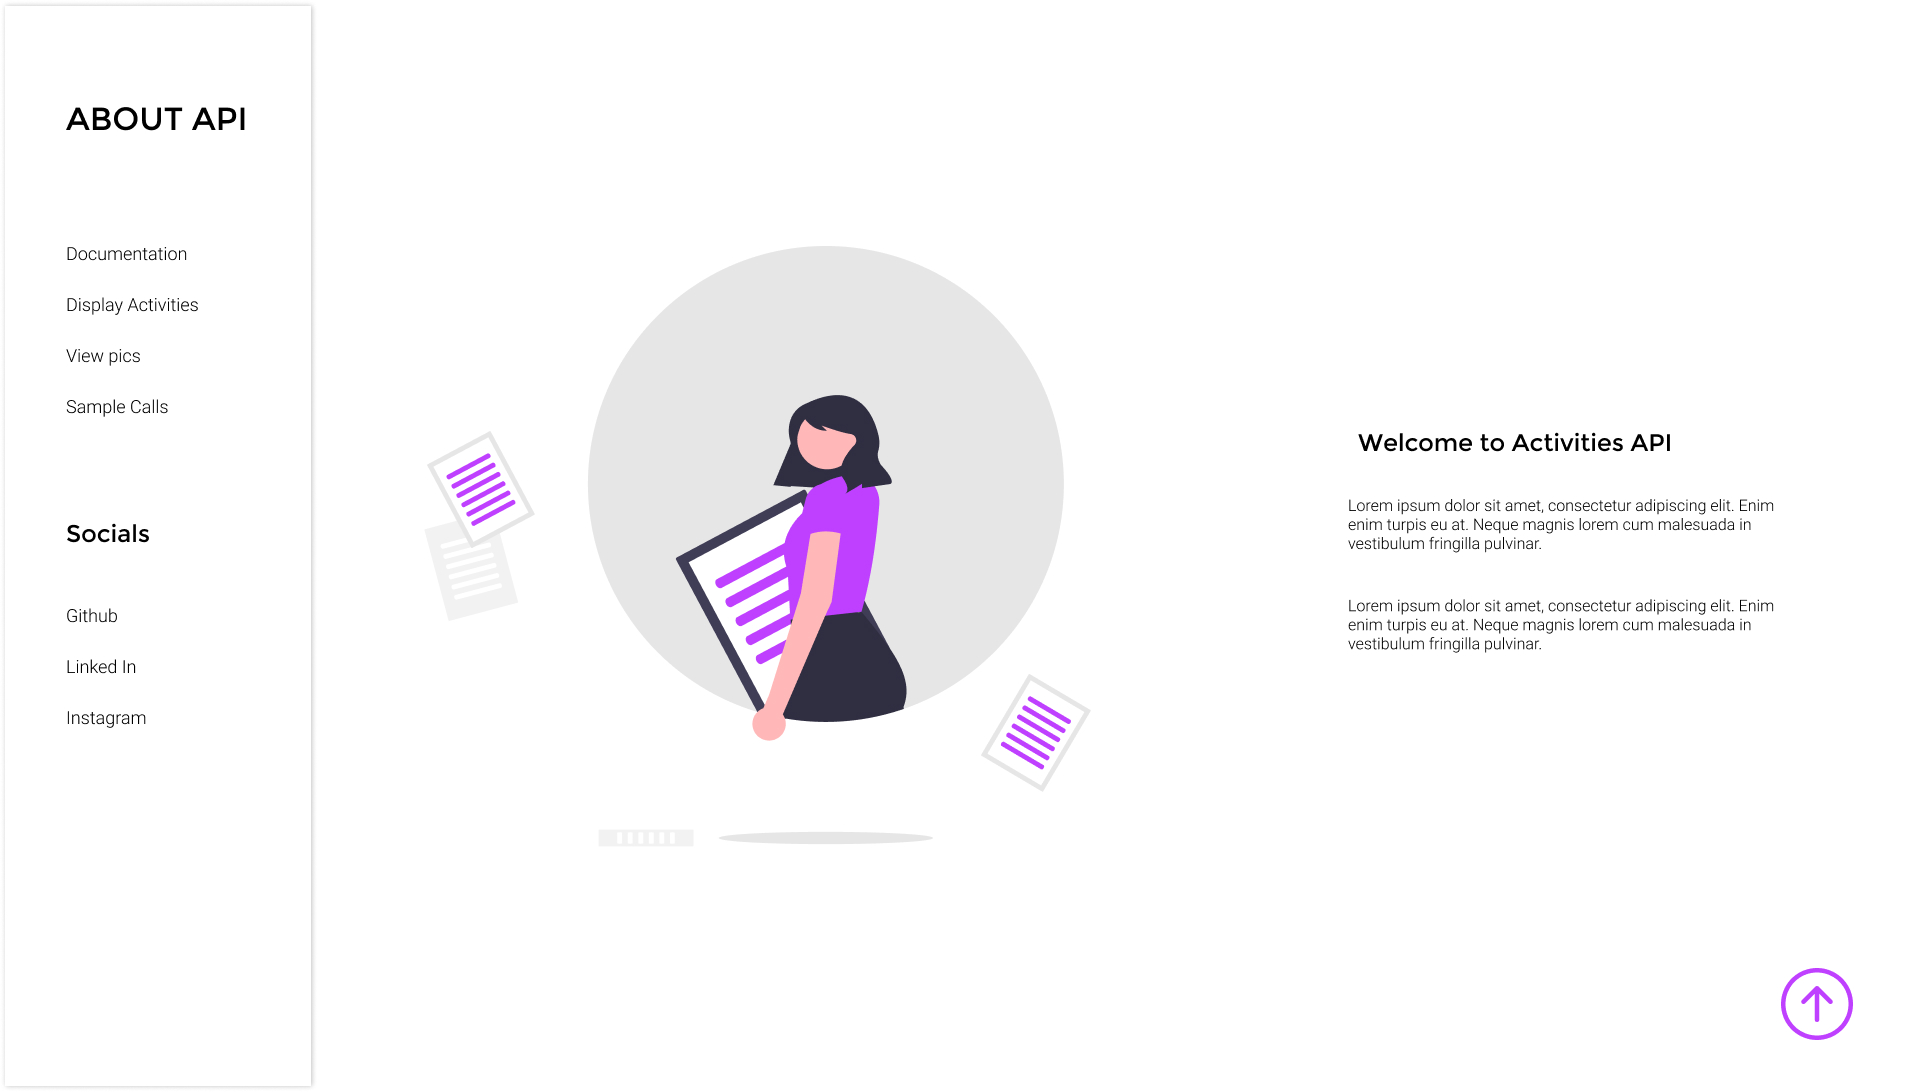 ABOUT API
Documentation
Display Activities
View pics
Sample Calls
Socials
Github
Linked In
Instagram
Welcome to Activities API
Lorem ipsum dolor sit amet, consectetur adipiscing elit. Enim
enim turpis eu at. Neque magnis lorem cum malesuada in
vestibulum fringilla pulvinar.
Lorem ipsum dolor sit amet, consectetur adipiscing elit. Enim
enim turpis eu at. Neque magnis lorem cum malesuada in
vestibulum fringilla pulvinar.